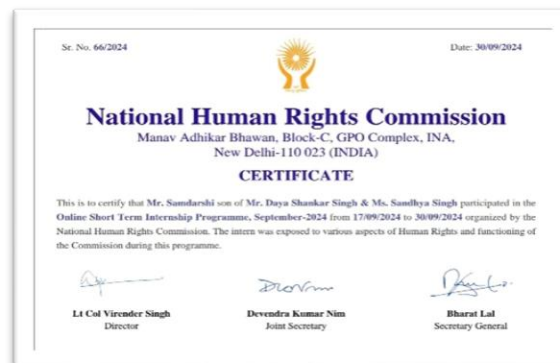 Sr. No. 66/2024 Date: 30/09/2024
National Human Rights Commission
Manav Adhikar Bhawan, Block-C, GPO Complex, INA,
New Delhi-110 023 (INDIA)
CERTIFICATE
This is to certify that Mr. Samdarshi son of Mr. Daya Shankar Singh & Ms. Sandhya Singh participated in the
Online Short Term Internship Programme, September-2024 from 17/09/2024 to 30/09/2024 organized by the
National Human Rights Commission. The intern was exposed to various aspects of Human Rights and functioning of
the Commission during this programme.
Lt Col Virender Singh Devendra Kumar Nim Bharat Lal
Director Joint Secretary Secretary General